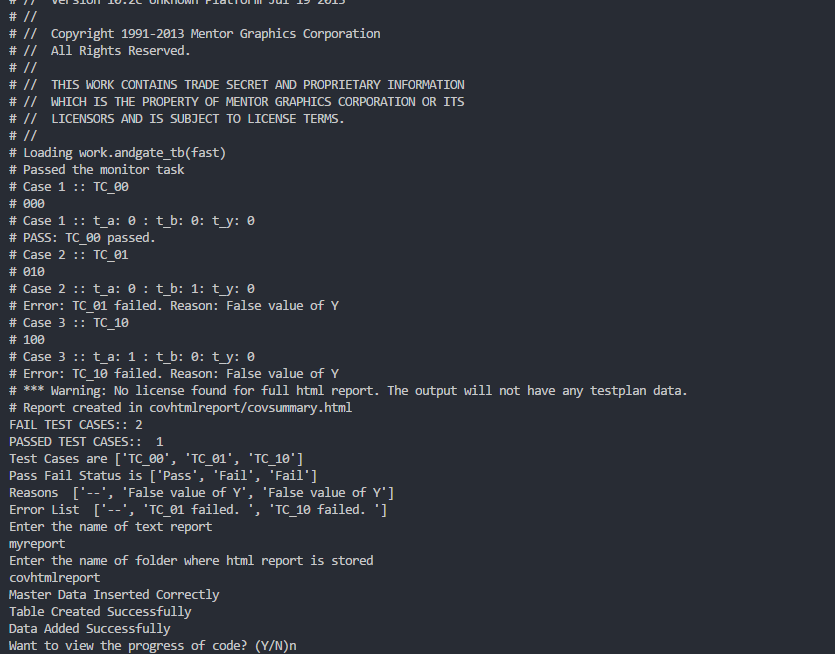 # //  Version 10.2c Unknown Platform Jul 19 2013
# //
# //  Copyright 1991-2013 Mentor Graphics Corporation
# //  All Rights Reserved.
# //
# //  THIS WORK CONTAINS TRADE SECRET AND PROPRIETARY INFORMATION
# //  WHICH IS THE PROPERTY OF MENTOR GRAPHICS CORPORATION OR ITS
# //  LICENSORS AND IS SUBJECT TO LICENSE TERMS.
# //
# Loading work.andgate_tb(fast)
# Passed the monitor task
# Case 1 :: TC_00
# 000
# Case 1 :: t_a: 0 : t_b: 0: t_y: 0
# PASS: TC_00 passed.
# Case 2 :: TC_01
# 010
# Case 2 :: t_a: 0 : t_b: 1: t_y: 0
# Error: TC_01 failed. Reason: False value of Y
# Case 3 :: TC_10
# 100
# Case 3 :: t_a: 1 : t_b: 0: t_y: 0
# Error: TC_10 failed. Reason: False value of Y
# *** Warning: No license found for full html report. The output will not have any testplan data.
# Report created in covhtmlreport/covsummary.html
FAIL TEST CASES:: 2
PASSED TEST CASES::  1
Test Cases are ['TC_00', 'TC_01', 'TC_10']
Pass Fail Status is ['Pass', 'Fail', 'Fail']
Reasons  ['--', 'False value of Y', 'False value of Y']
Error List  ['--', 'TC_01 failed. ', 'TC_10 failed. ']
Enter the name of text report
myreport
Enter the name of folder where html report is stored
covhtmlreport
Master Data Inserted Correctly
Table Created Successfully
Data Added Successfully
Want to view the progress of code? (Y/N)n